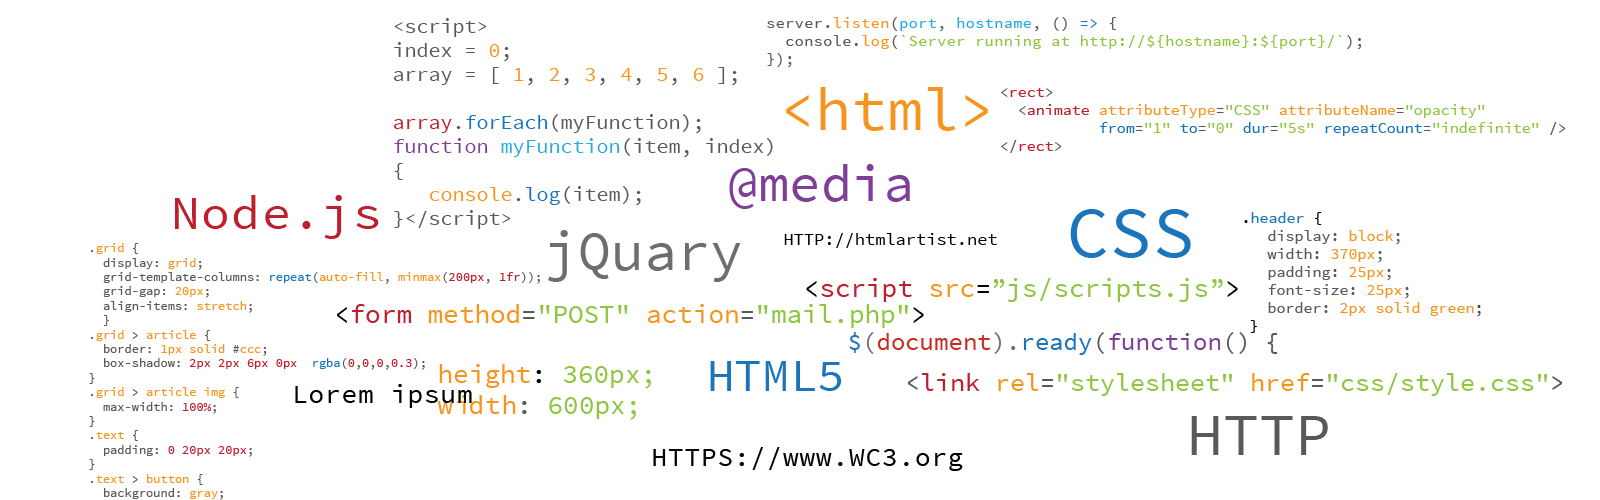 <script>
index = 0;
array = [ 1, 2, 3, 4, 5, 6 ];
array.forEach(myFunction);
function myFunction(item, index)
{
console.log(item);
}</script>
server.listen(port, hostname, () => {
console.log(`Server running at http://${hostname}:${port}/`);
});
<html>
<rect>
<animate attributeType="CSS" attributeName="opacity"
from="1" to="0" dur="5s" repeatCount="indefinite" />
</rect>
@media
Node.js
jQuary
HTTP://htmlartist.net
CSS
.header {
display: block;
width: 370px;
padding: 25px;
font-size: 25px;
border: 2px solid green;
}
.grid {
display: grid;
grid-template-columns: repeat(auto-fill, minmax(200px, 1fr));
grid-gap: 20px;
align-items: stretch;
}
.grid > article {
border: 1px solid #ccc;
box-shadow: 2px 2px 6px 0px  rgba(0,0,0,0.3);
}
.grid > article img {
max-width: 100%;
}
.text {
padding: 0 20px 20px;
}
.text > button {
background: gray;
<script src=”js/scripts.js”>
<form method="POST" action="mail.php">
$(document).ready(function() {
height: 360px;
width: 600px;
Lorem ipsum
HTML5
<link rel="stylesheet" href="css/style.css">
HTTP
HTTPS://www.WC3.org